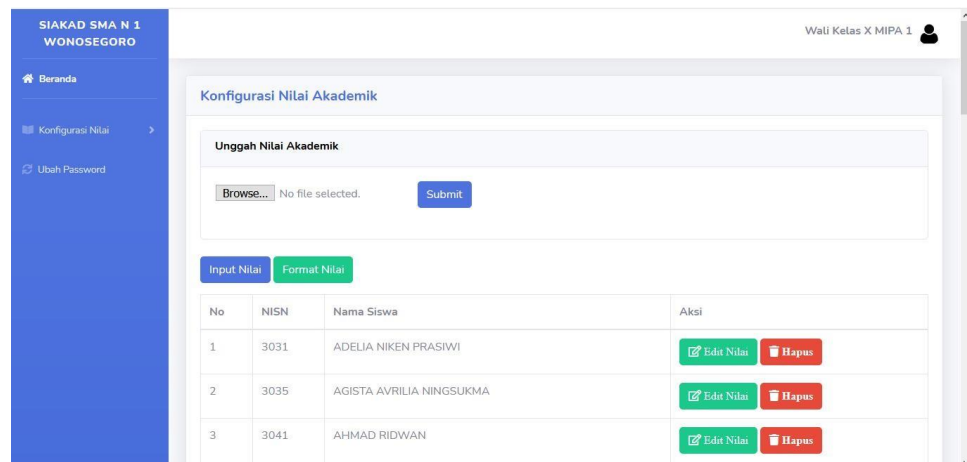 SIAKAD SMA N 1
WONOSEGORO
Wali Kelas X MIPA 1
Beranda
Konfigurasi Nilai
Ubah Password
Konfigurasi Nilai Akademik
Unggah Nilai Akademik
Browse... No file selected. Submit
Input Nilai Format Nilai
No NISN Nama Siswa Aksi
1 3031 ADELIA NIKEN PRASIWI Edit Nilai Hapus
2 3035 AGISTA AVRILIA NINGSUKMA Edit Nilai Hapus
3 3041 AHMAD RIDWAN Edit Nilai Hapus